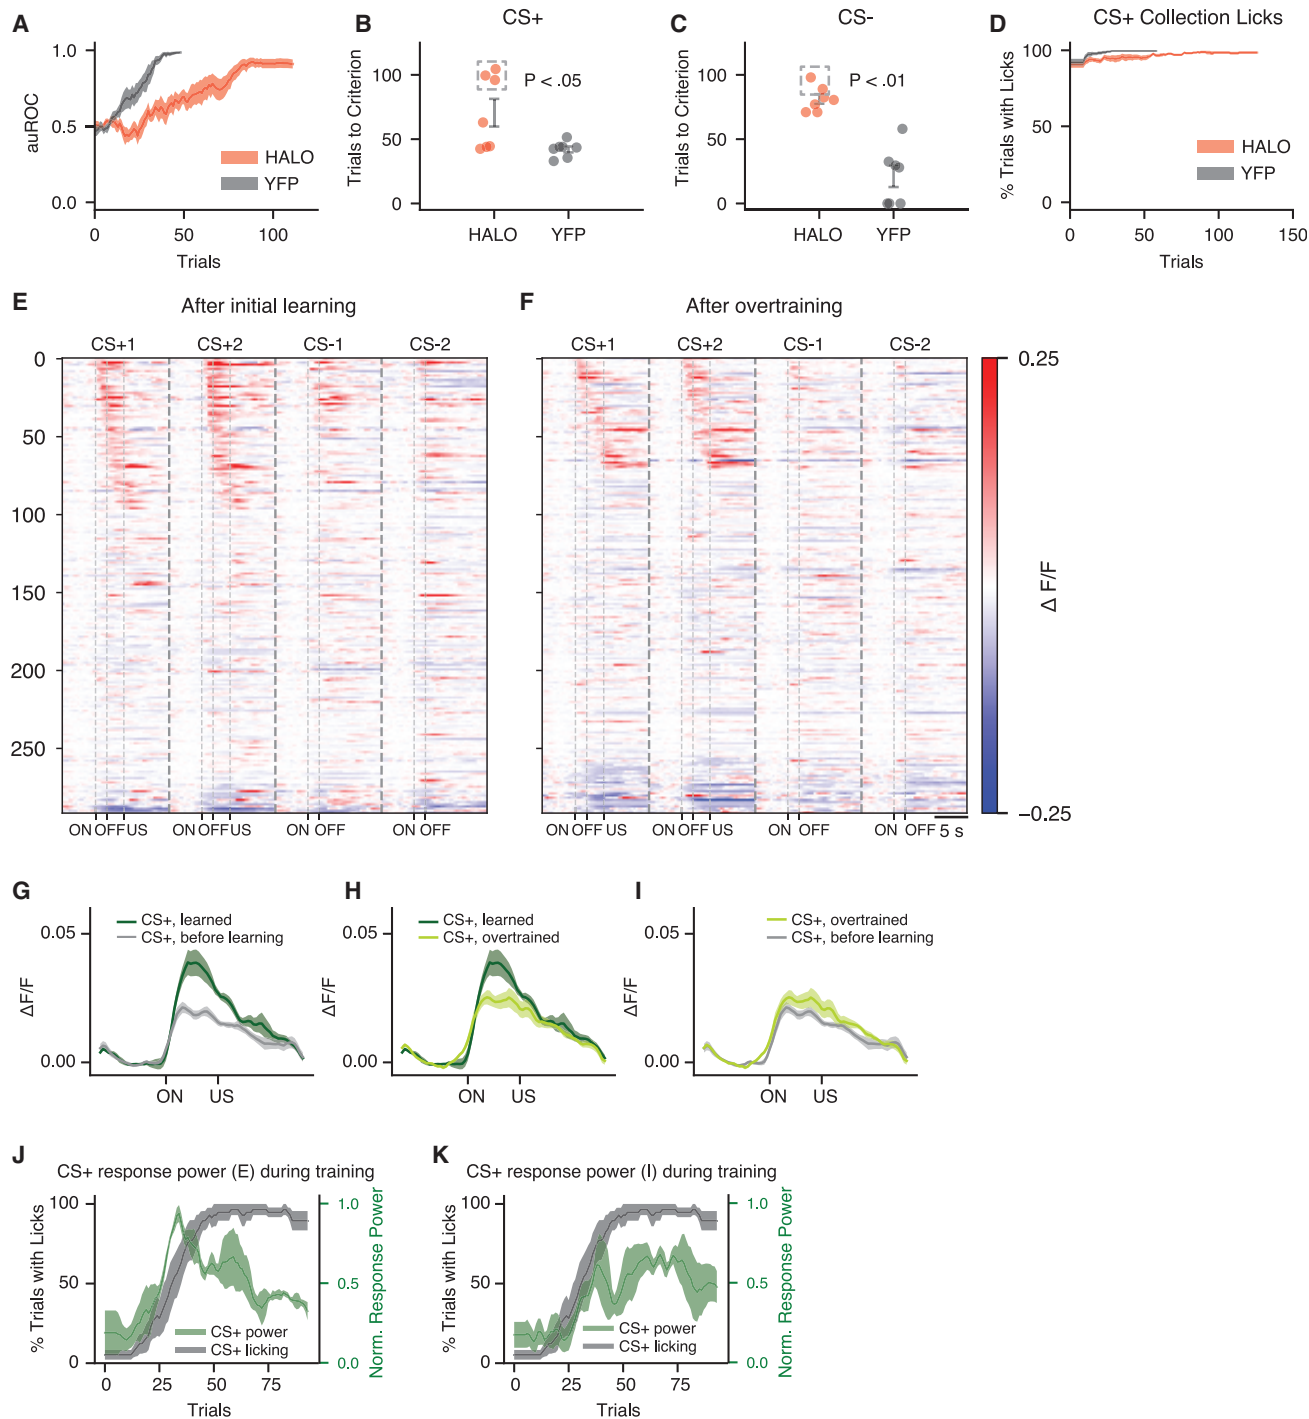 A
1.0
0.5
0.0
auROC
HALO
YFP
0
50
100
Trials
B
CS+
100
50
0
Trials to Criterion
P < .05
HALO
YFP
C
CS-
100
50
0
Trials to Criterion
P < .01
HALO
YFP
D
CS+ Collection Licks
100
50
0
% Trials with Licks
HALO
YFP
0
50
100
150
Trials
E
After initial learning
CS+1
CS+2
CS-1
CS-2
0
50
100
150
200
250
ON OFF US
ON OFF US
ON OFF
ON OFF
F
After overtraining
CS+1
CS+2
CS-1
CS-2
ON OFF US
ON OFF US
ON OFF
ON OFF
5 s
0.25
Δ F/F
−0.25
G
0.05
0.00
ΔF/F
CS+, learned
CS+, before learning
ON
US
H
0.05
0.00
ΔF/F
CS+, learned
CS+, overtrained
ON
US
I
0.05
0.00
ΔF/F
CS+, overtrained
CS+, before learning
ON
US
J
CS+ response power (E) during training
100
50
0
% Trials with Licks
1.0
0.5
0.0
Norm. Response Power
CS+ power
CS+ licking
0
25
50
75
Trials
K
CS+ response power (I) during training
100
50
0
% Trials with Licks
1.0
0.5
0.0
Norm. Response Power
CS+ power
CS+ licking
0
25
50
75
Trials